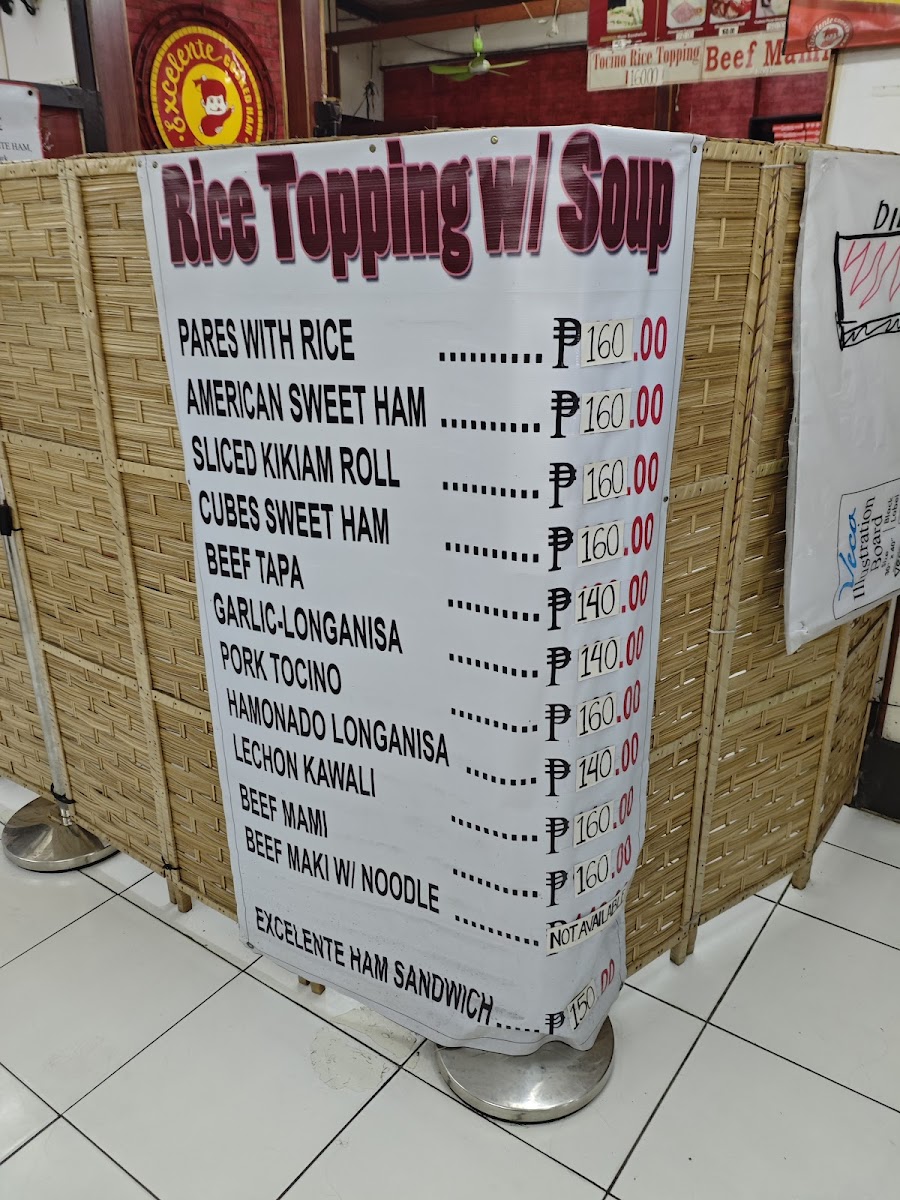 Excelente
COOKED HAM
Tocino Rice Topping
₱160.00
Beef Mami
Rice Topping w/ Soup
PARES WITH RICE .......... ₱160.00
AMERICAN SWEET HAM .......... ₱160.00
SLICED KIKIAM ROLL .......... ₱160.00
CUBES SWEET HAM .......... ₱160.00
BEEF TAPA .......... ₱140.00
GARLIC-LONGANISA .......... ₱140.00
PORK TOCINO .......... ₱160.00
HAMONADO LONGANISA ........ ₱140.00
LECHON KAWALI .......... ₱160.00
BEEF MAMI .......... ₱160.00
BEEF MAKI W/ NOODLE .......... NOT AVAILABLE
EXCELENTE HAM SANDWICH ...... ₱150.00
Veco
Illustration
Board